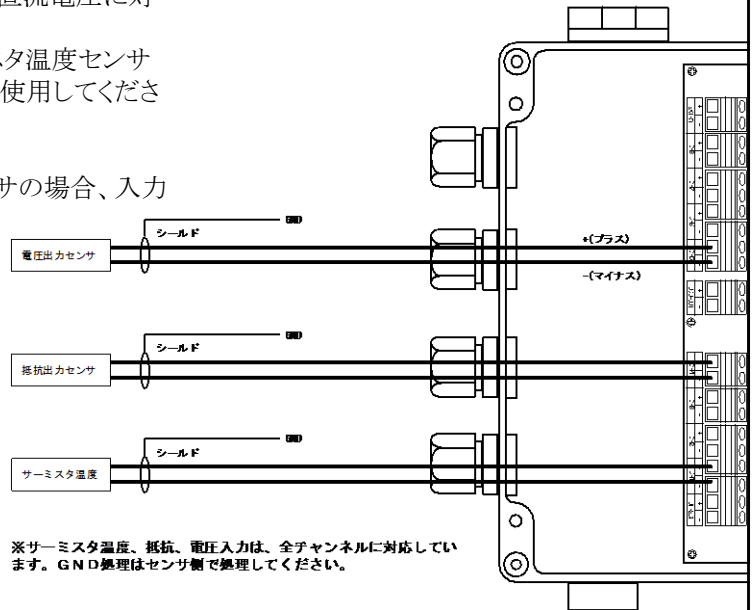 直流電圧に対
スタ温度センサ
使用してくださ
サの場合、入力
シールド
GND
電圧出力センサ
+(プラス)
-(マイナス)
シールド
GND
抵抗出力センサ
シールド
GND
サーミスタ温度
※サーミスタ温度、抵抗、電圧入力は、全チャンネルに対応してい
ます。GND処理はセンサ側で処理してください。